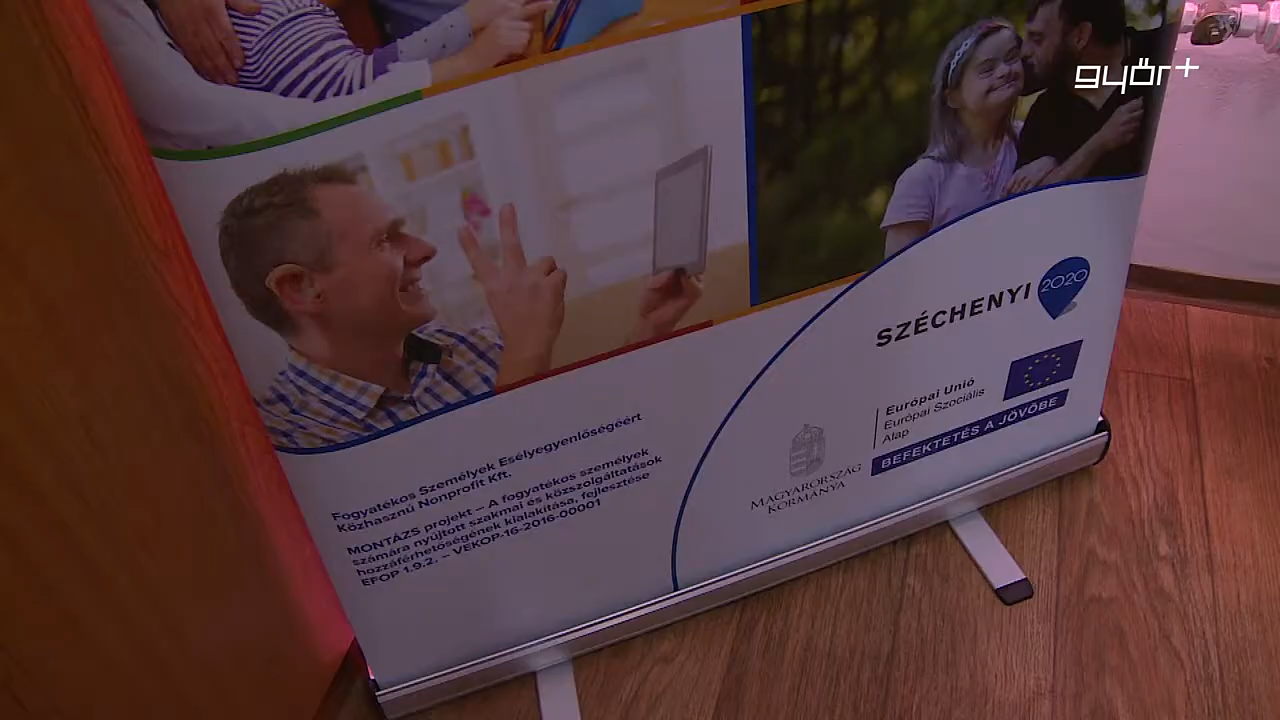 győr+
SZÉCHENYI 2020
Európai Unió
Európai Szociális
Alap
BEFEKTETÉS A JÖVŐBE
MAGYARORSZÁG
KORMÁNYA
Fogyatékos Személyek Esélyegyenlőségéért
Közhasznú Nonprofit Kft.
MONTÁZS projekt – A fogyatékos személyek
számára nyújtott szakmai és közszolgáltatások
hozzáférhetőségének kialakítása, fejlesztése
EFOP 1.9.2. – VEKOP-16-2016-00001